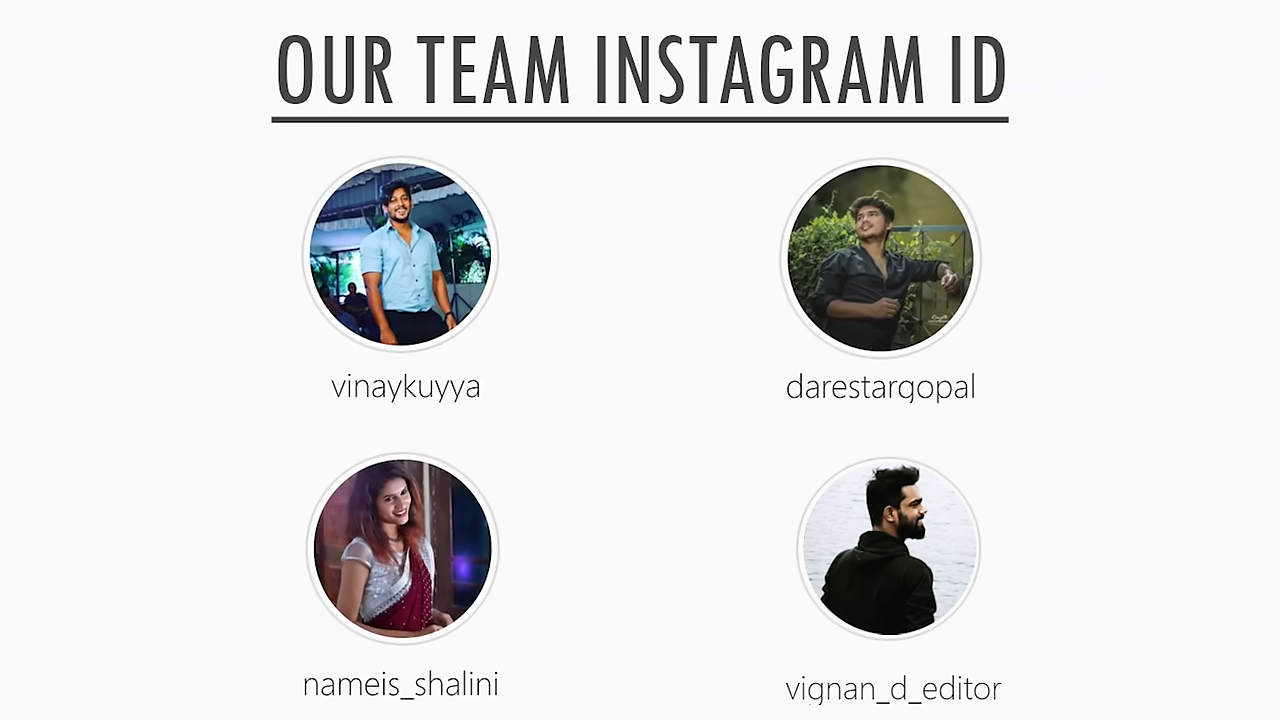 OUR TEAM INSTAGRAM ID
vinaykuyya
darestargopal
nameis_shalini
vignan_d_editor